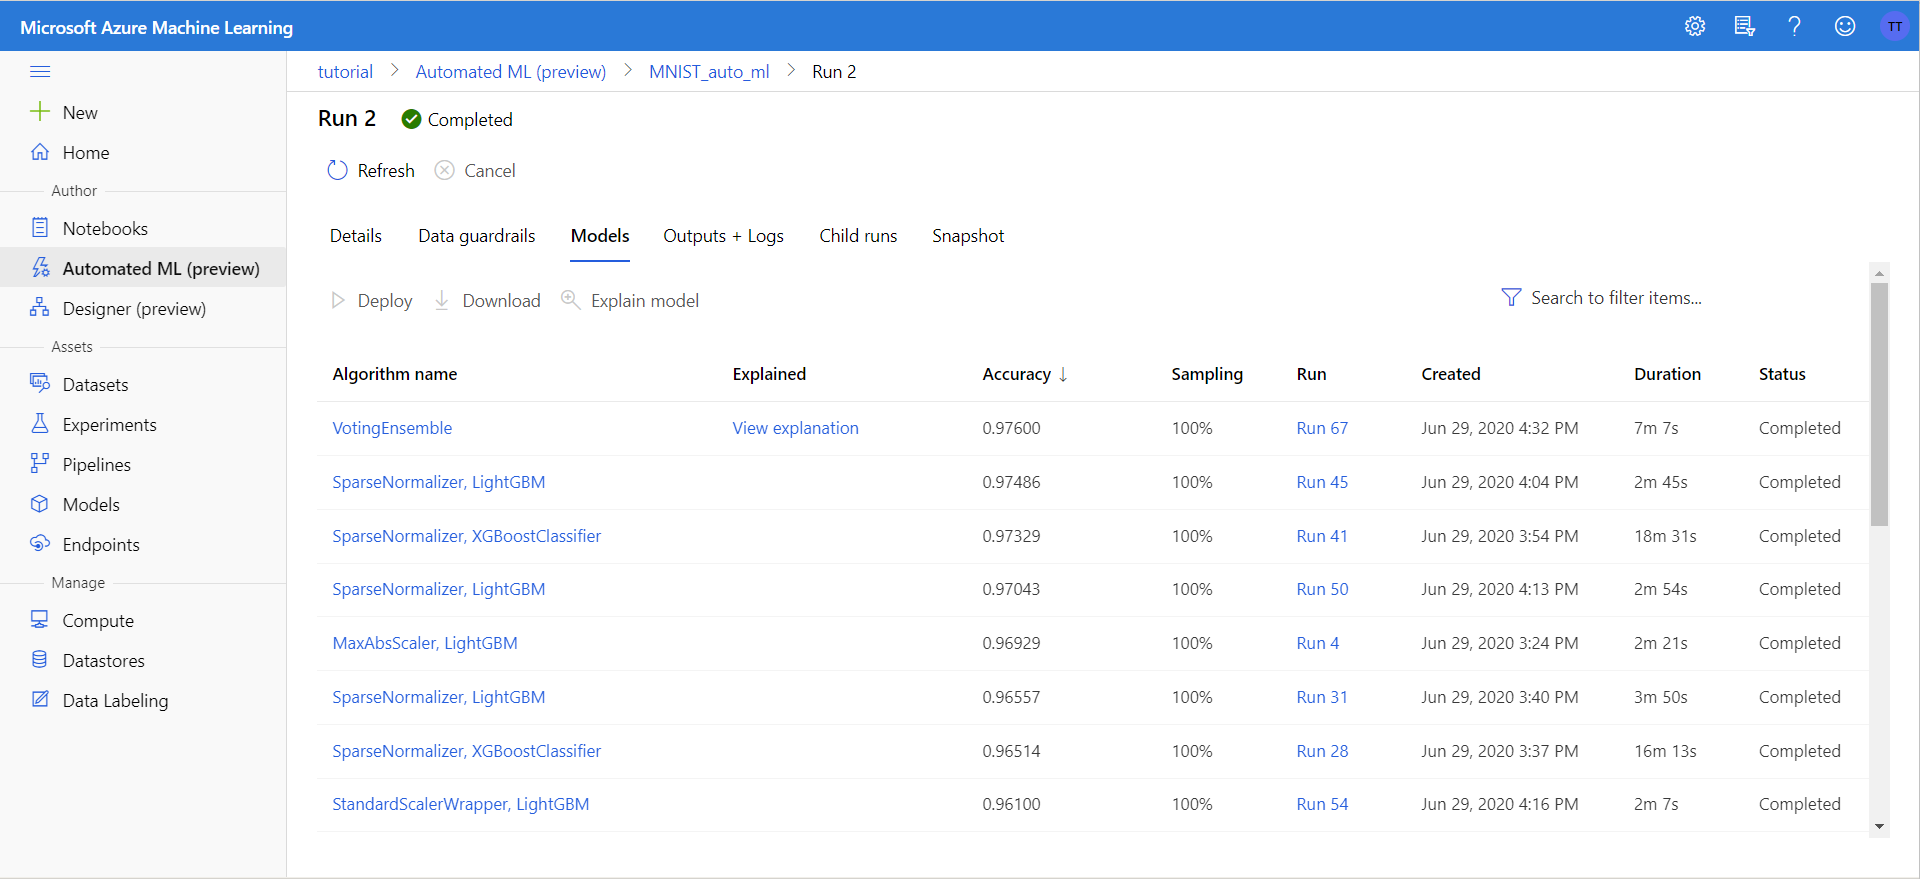 Microsoft Azure Machine Learning
TT
tutorial > Automated ML (preview) > MNIST_auto_ml > Run 2
New
Home
Author
Notebooks
Automated ML (preview)
Designer (preview)
Assets
Datasets
Experiments
Pipelines
Models
Endpoints
Manage
Compute
Datastores
Data Labeling
Run 2 Completed
Refresh Cancel
Details Data guardrails Models Outputs + Logs Child runs Snapshot
Deploy Download Explain model Search to filter items...
Algorithm name Explained Accuracy ↓ Sampling Run Created Duration Status
VotingEnsemble View explanation 0.97600 100% Run 67 Jun 29, 2020 4:32 PM 7m 7s Completed
SparseNormalizer, LightGBM 0.97486 100% Run 45 Jun 29, 2020 4:04 PM 2m 45s Completed
SparseNormalizer, XGBoostClassifier 0.97329 100% Run 41 Jun 29, 2020 3:54 PM 18m 31s Completed
SparseNormalizer, LightGBM 0.97043 100% Run 50 Jun 29, 2020 4:13 PM 2m 54s Completed
MaxAbsScaler, LightGBM 0.96929 100% Run 4 Jun 29, 2020 3:24 PM 2m 21s Completed
SparseNormalizer, LightGBM 0.96557 100% Run 31 Jun 29, 2020 3:40 PM 3m 50s Completed
SparseNormalizer, XGBoostClassifier 0.96514 100% Run 28 Jun 29, 2020 3:37 PM 16m 13s Completed
StandardScalerWrapper, LightGBM 0.96100 100% Run 54 Jun 29, 2020 4:16 PM 2m 7s Completed